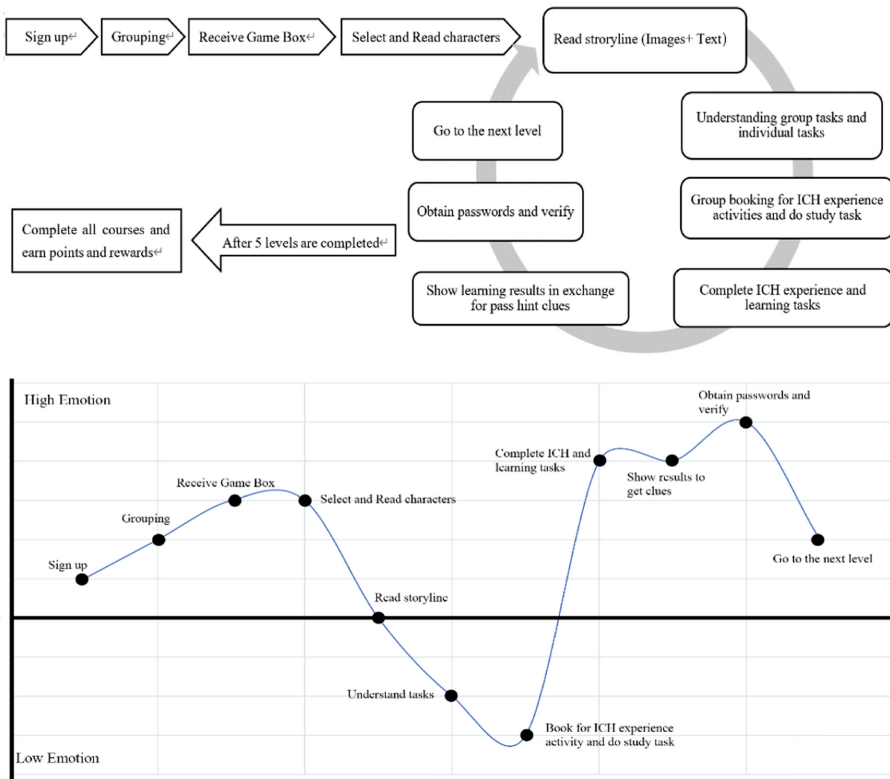 Sign up↵
Grouping↵
Receive Game Box↵
Select and Read characters
Read stroryline (Images+ Text)
Understanding group tasks and
individual tasks
Group booking for ICH experience
activities and do study task
Complete ICH experience and
learning tasks
Show learning results in exchange
for pass hint clues
Obtain passwords and verify
Go to the next level
After 5 levels are completed↵
Complete all courses and
earn points and rewards↵
High Emotion
Low Emotion
Sign up
Grouping
Receive Game Box
Select and Read characters
Read storyline
Understand tasks
Book for ICH experience
activity and do study task
Complete ICH and
learning tasks
Show results to
get clues
Obtain passwords and
verify
Go to the next level